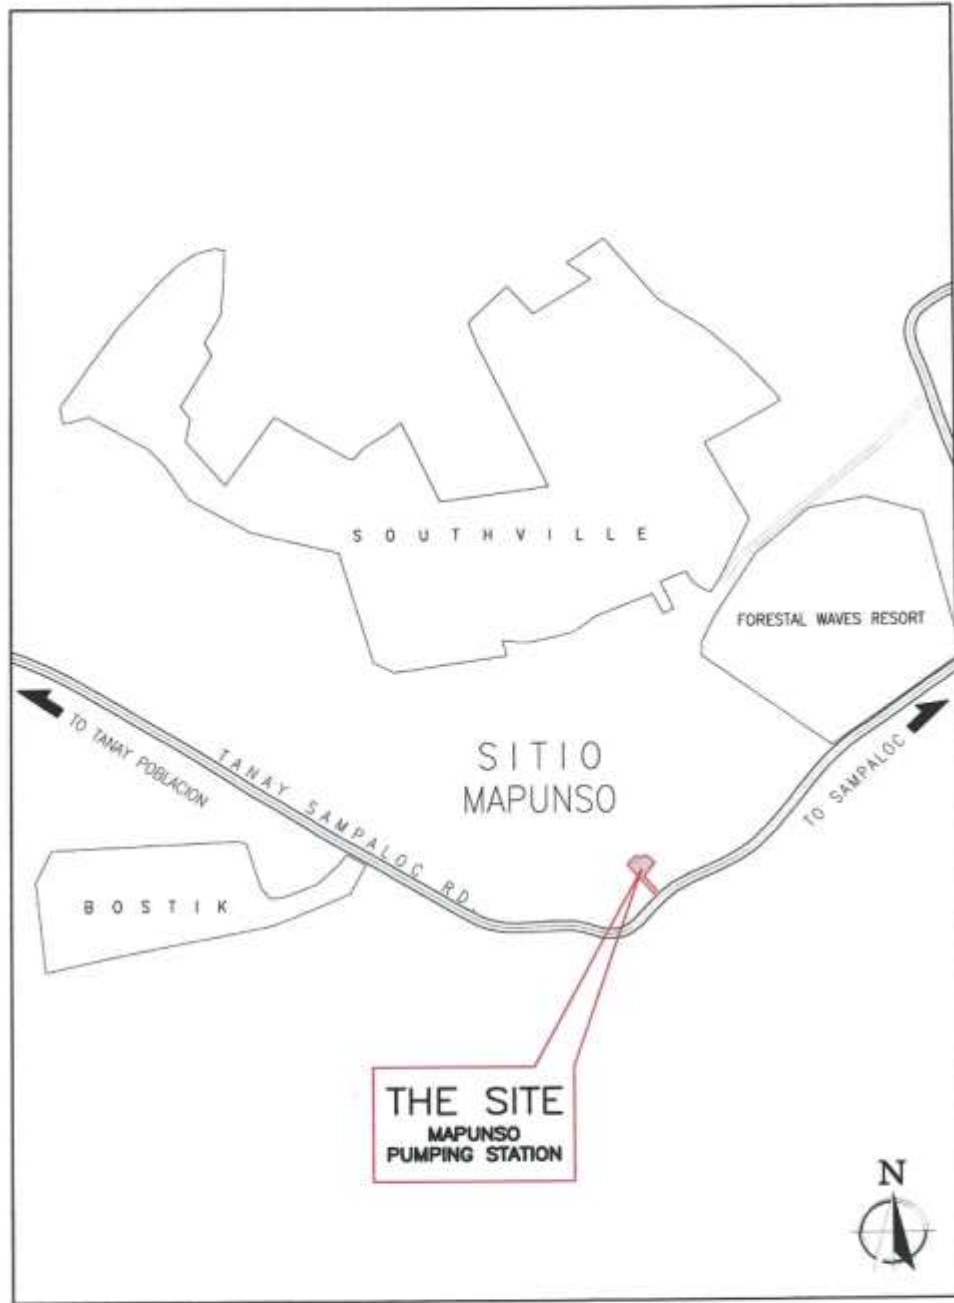 SOUTHVILLE
FORESTAL WAVES RESORT
TO TANAY POBLACION
TANAY SAMPALOC RD.
SITIO
MAPUNSO
TO SAMPALOC
BOSTIK
THE SITE
MAPUNSO
PUMPING STATION
N